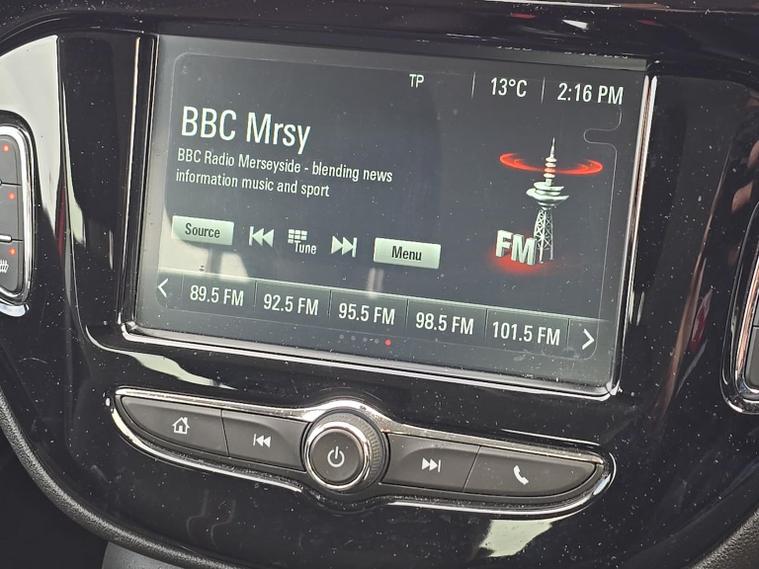 TP 13°C 2:16 PM
BBC Mrsy
BBC Radio Merseyside - blending news
information music and sport
FM
Source Tune Menu
89.5 FM 92.5 FM 95.5 FM 98.5 FM 101.5 FM